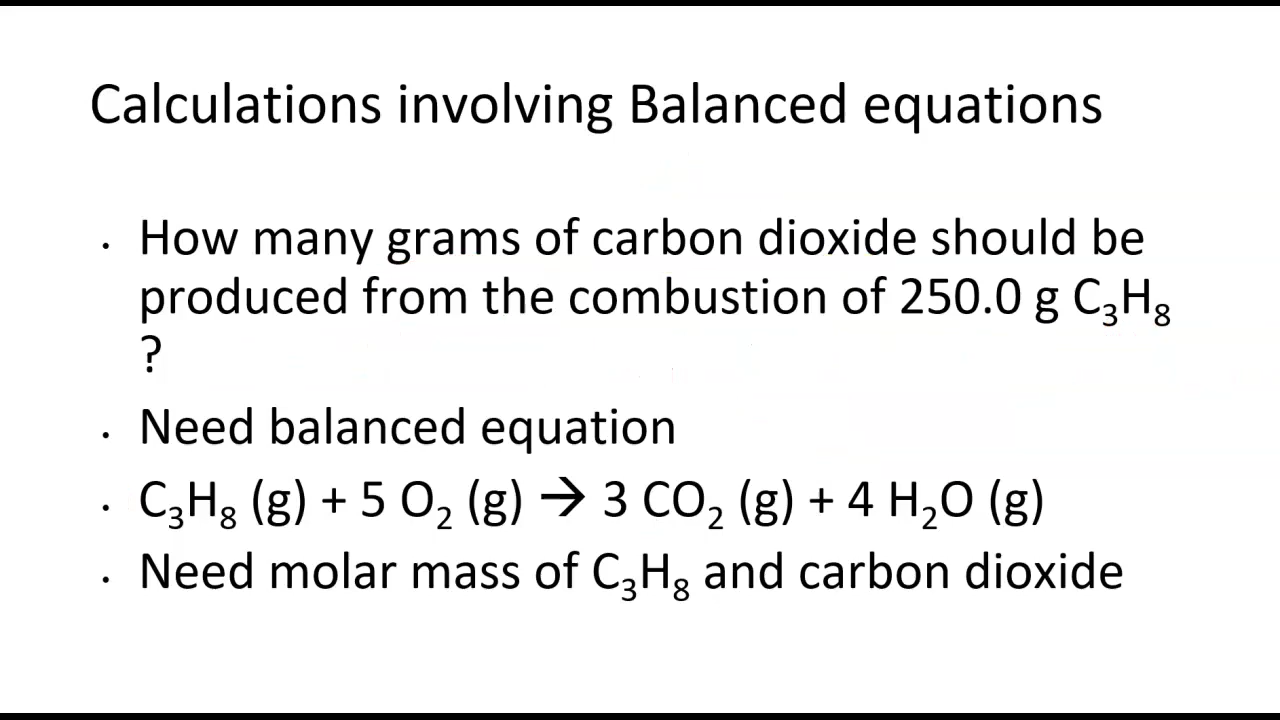 Calculations involving Balanced equations
• How many grams of carbon dioxide should be
produced from the combustion of 250.0 g C₃H₈
?
• Need balanced equation
• C₃H₈ (g) + 5 O₂ (g) → 3 CO₂ (g) + 4 H₂O (g)
• Need molar mass of C₃H₈ and carbon dioxide